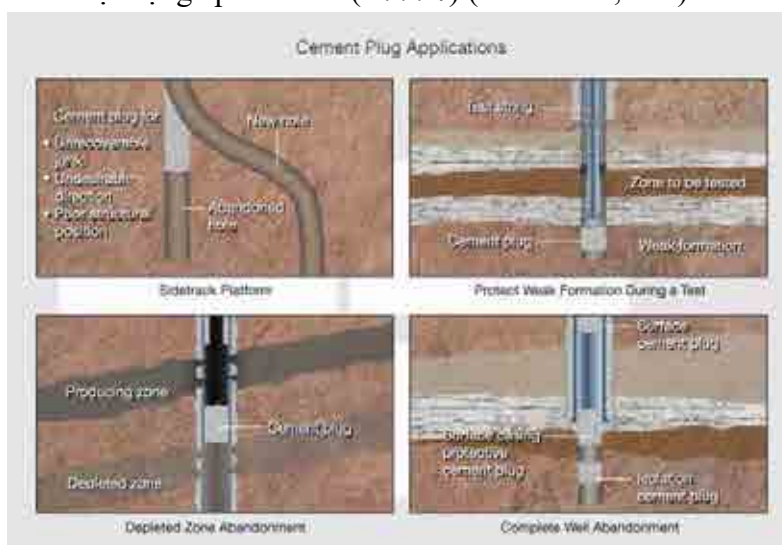 Cement Plug Applications
Cement plug for
• Unrecoverable
junk
• Undesirable
direction
• Poor structural
position
New hole
Abandoned
hole
Sidetrack Platform
Test string
Zone to be tested
Cement plug
Weak formation
Protect Weak Formation During a Test
Producing zone
Cement plug
Depleted zone
Depleted Zone Abandonment
Surface
cement plug
Surface casing
protective
cement plug
Isolation
cement plug
Complete Well Abandonment